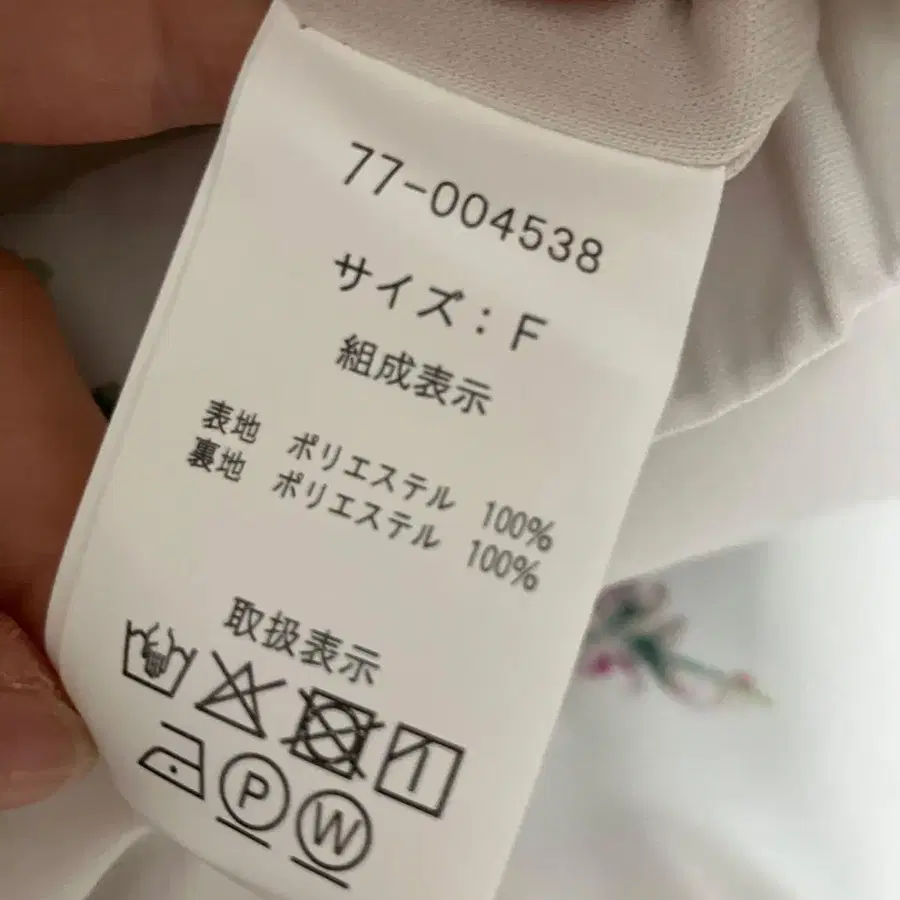 77-004538
サイズ：F
組成表示
表地 ポリエステル 100%
裏地 ポリエステル 100%
取扱表示
P W